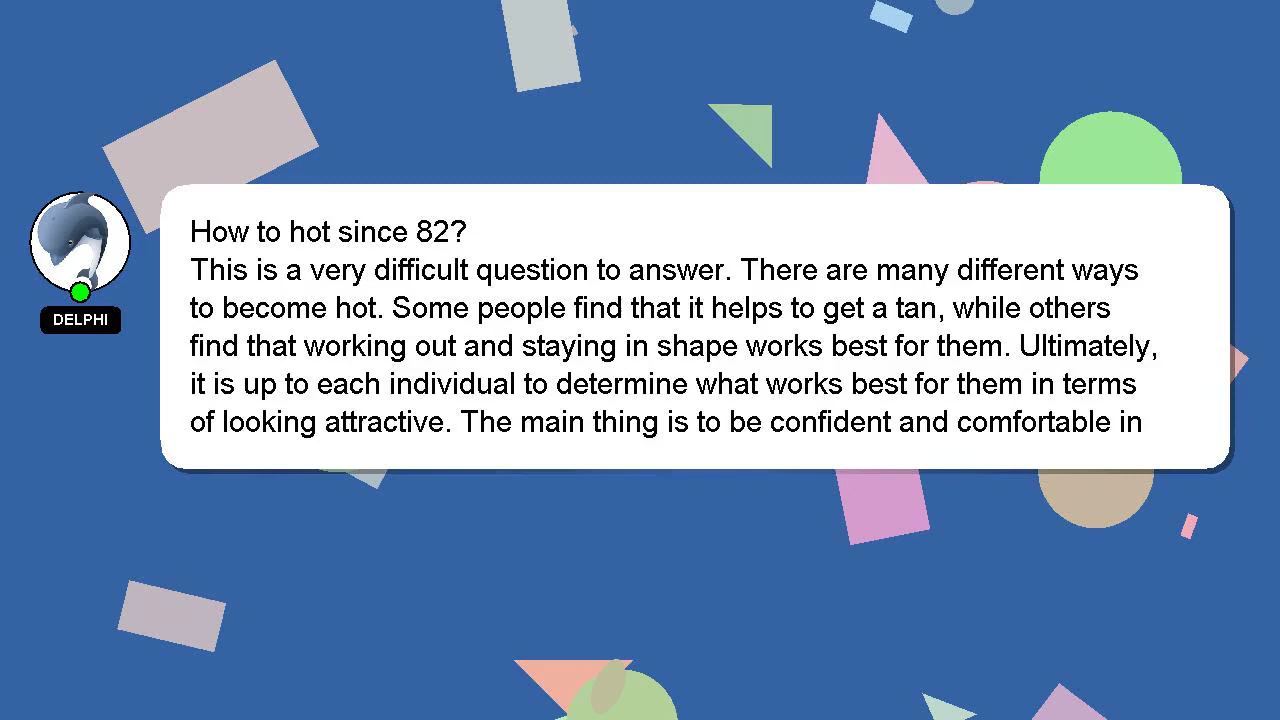 How to hot since 82?
This is a very difficult question to answer. There are many different ways
to become hot. Some people find that it helps to get a tan, while others
find that working out and staying in shape works best for them. Ultimately,
it is up to each individual to determine what works best for them in terms
of looking attractive. The main thing is to be confident and comfortable in
DELPHI